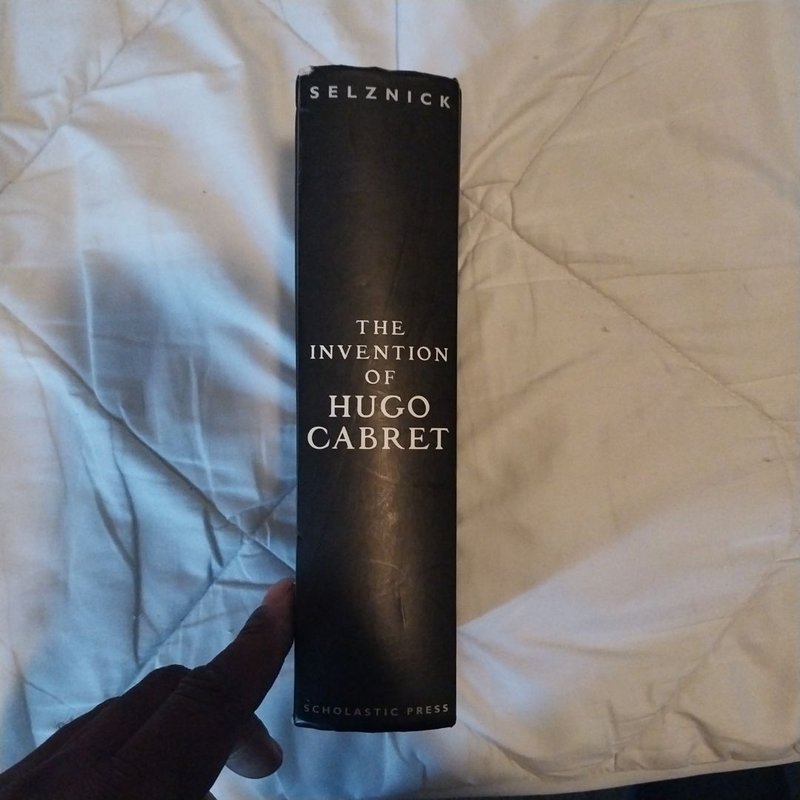 SELZNICK
THE
INVENTION
OF
HUGO
CABRET
SCHOLASTIC PRESS